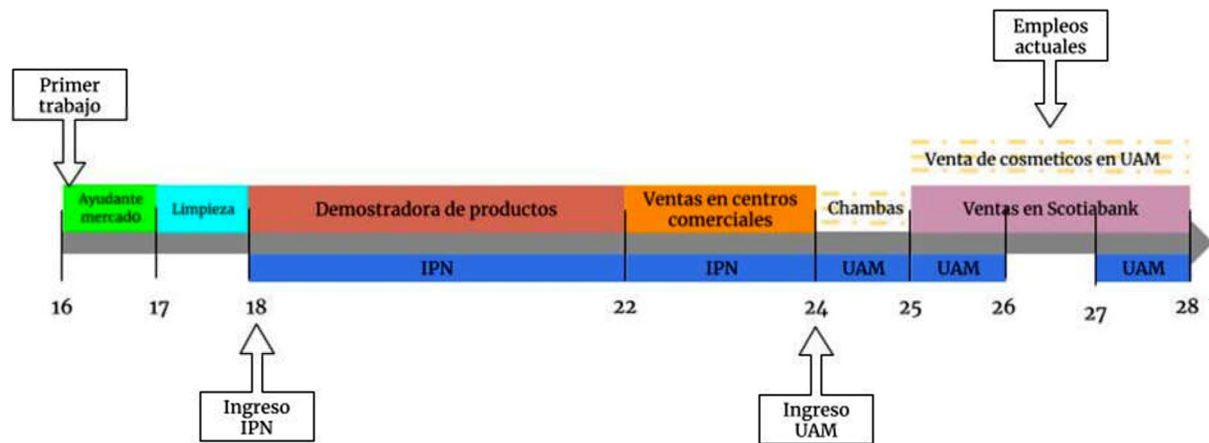 Empleos
actuales
Primer
trabajo
Venta de cosmeticos en UAM
Ayudante
mercado
Limpieza
Demostradora de productos
Ventas en centros
comerciales
Chambas
Ventas en Scotiabank
IPN
IPN
UAM
UAM
UAM
16
17
18
22
24
25
26
27
28
Ingreso
IPN
Ingreso
UAM